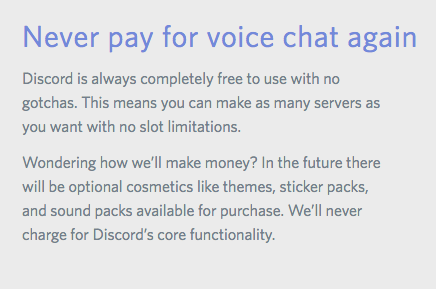 Never pay for voice chat again
Discord is always completely free to use with no
gotchas. This means you can make as many servers as
you want with no slot limitations.
Wondering how we'll make money? In the future there
will be optional cosmetics like themes, sticker packs,
and sound packs available for purchase. We'll never
charge for Discord's core functionality.